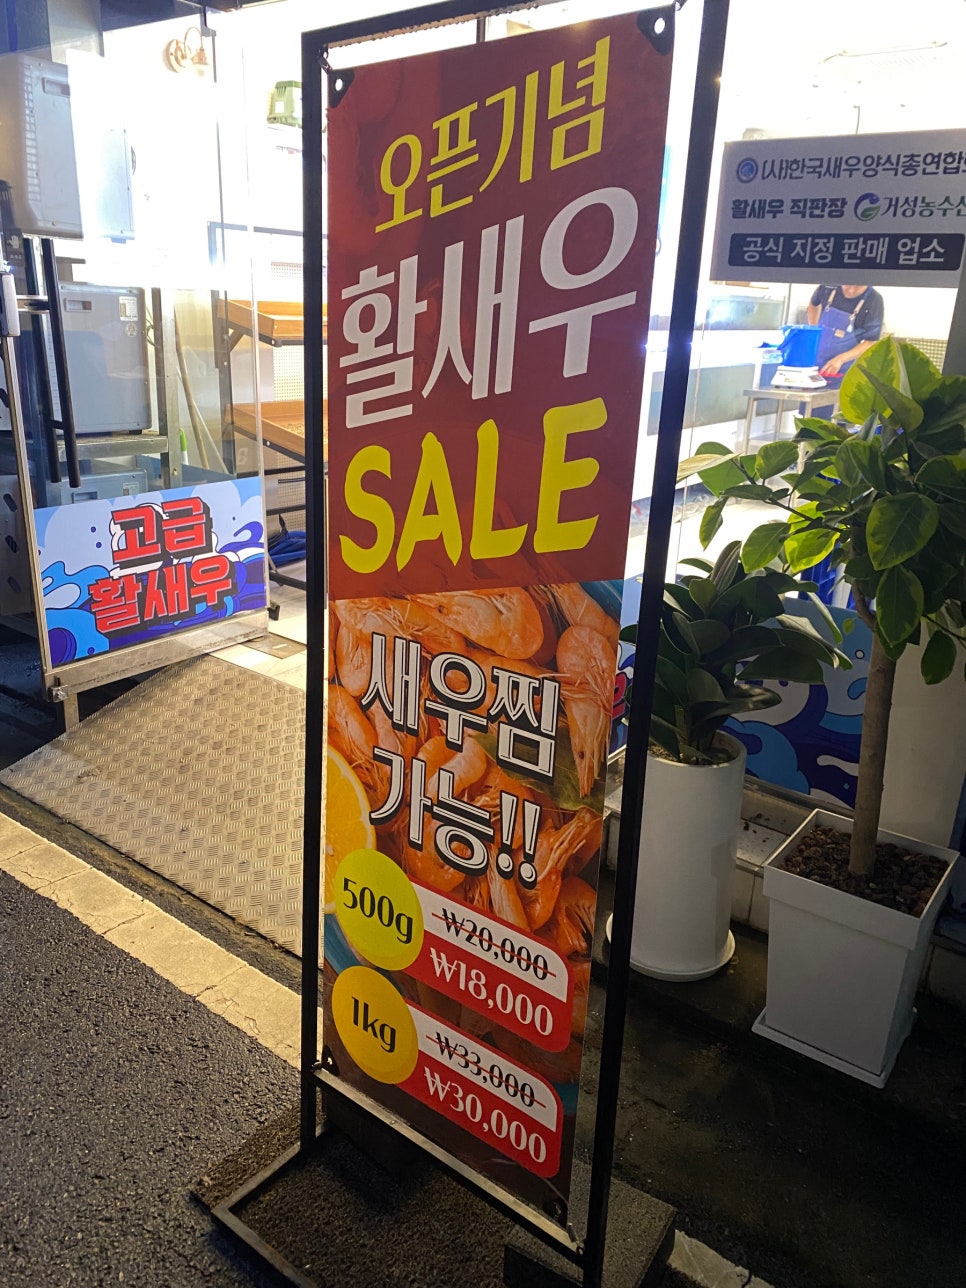 오픈기념
활새우
SALE
새우찜
가능!!
500g
₩20,000
₩18,000
1kg
₩33,000
₩30,000
고급
활새우
(사)한국새우양식총연합
활새우 직판장 거성농수산
공식 지정 판매 업소